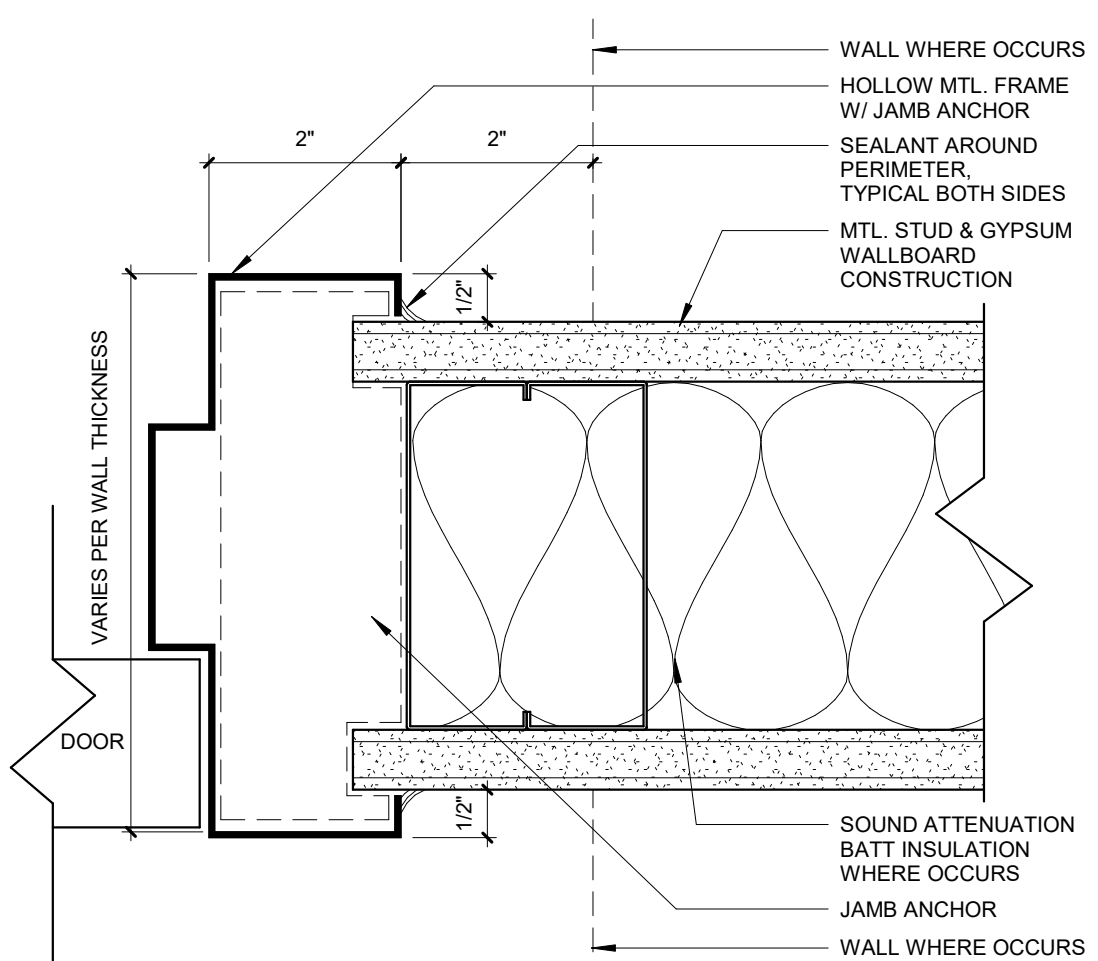 WALL WHERE OCCURS
HOLLOW MTL. FRAME
W/ JAMB ANCHOR
2"
2"
SEALANT AROUND
PERIMETER,
TYPICAL BOTH SIDES
MTL. STUD & GYPSUM
WALLBOARD
CONSTRUCTION
1/2"
VARIES PER WALL THICKNESS
DOOR
1/2"
SOUND ATTENUATION
BATT INSULATION
WHERE OCCURS
JAMB ANCHOR
WALL WHERE OCCURS